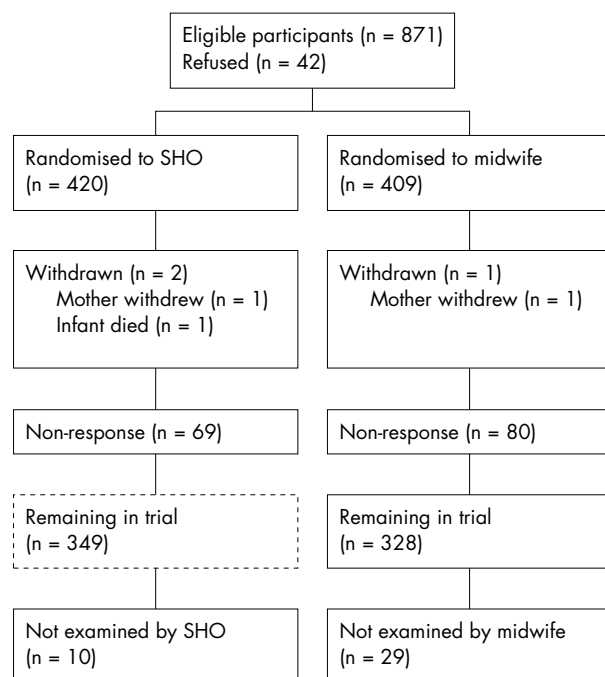 Eligible participants (n = 871)
Refused (n = 42)
Randomised to SHO
(n = 420)
Randomised to midwife
(n = 409)
Withdrawn (n = 2)
Mother withdrew (n = 1)
Infant died (n = 1)
Withdrawn (n = 1)
Mother withdrew (n = 1)
Non-response (n = 69)
Non-response (n = 80)
Remaining in trial
(n = 349)
Remaining in trial
(n = 328)
Not examined by SHO
(n = 10)
Not examined by midwife
(n = 29)